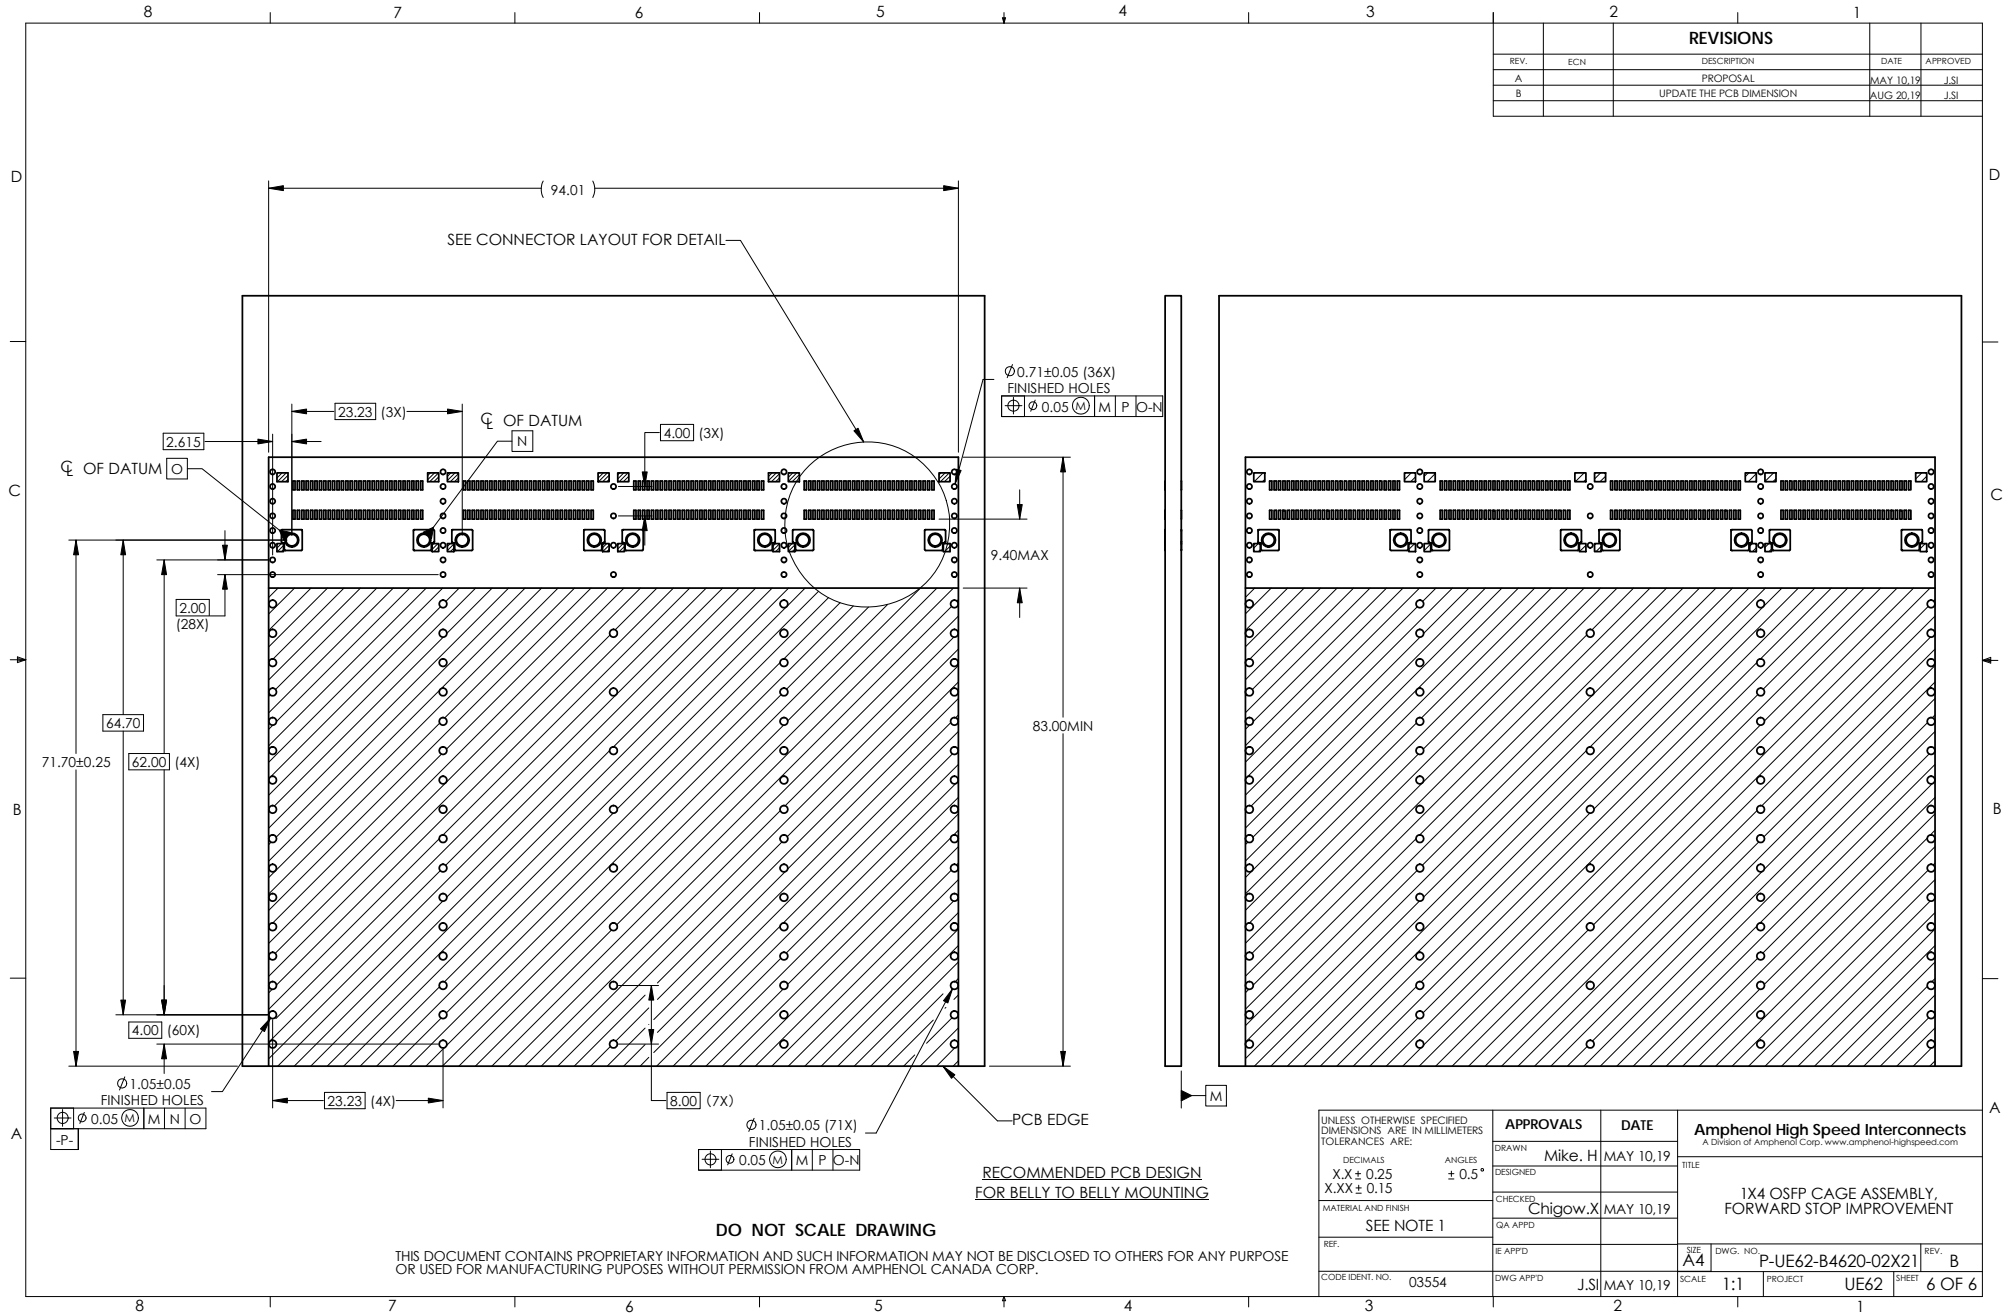 8 7 6 5 4 3 2 1
REVISIONS
REV. ECN DESCRIPTION DATE APPROVED
A PROPOSAL MAY 10,19 J.SI
B UPDATE THE PCB DIMENSION AUG 20,19 J.SI
D D
( 94.01 )
SEE CONNECTOR LAYOUT FOR DETAIL
Ø0.71±0.05 (36X)
FINISHED HOLES
⌖ Ø 0.05 Ⓜ M P O-N
23.23 (3X)
℄ OF DATUM
N
2.615
4.00 (3X)
℄ OF DATUM O
C C
9.40MAX
2.00
(28X)
64.70
83.00MIN
71.70±0.25
62.00 (4X)
B B
4.00 (60X)
Ø1.05±0.05
FINISHED HOLES
⌖ Ø 0.05 Ⓜ M N O
-P-
23.23 (4X)
8.00 (7X)
M
Ø1.05±0.05 (71X)
FINISHED HOLES
⌖ Ø 0.05 Ⓜ M P O-N
PCB EDGE
A A
RECOMMENDED PCB DESIGN
FOR BELLY TO BELLY MOUNTING
DO NOT SCALE DRAWING
THIS DOCUMENT CONTAINS PROPRIETARY INFORMATION AND SUCH INFORMATION MAY NOT BE DISCLOSED TO OTHERS FOR ANY PURPOSE
OR USED FOR MANUFACTURING PUPOSES WITHOUT PERMISSION FROM AMPHENOL CANADA CORP.
UNLESS OTHERWISE SPECIFIED
DIMENSIONS ARE IN MILLIMETERS
TOLERANCES ARE:
DECIMALS ANGLES
X.X ± 0.25 ± 0.5°
X.XX ± 0.15
MATERIAL AND FINISH
SEE NOTE 1
REF.
CODE IDENT. NO. 03554
APPROVALS DATE
DRAWN Mike. H MAY 10,19
DESIGNED
CHECKED Chigow.X MAY 10,19
QA APPD
IE APP'D
DWG APP'D J.SI MAY 10,19
Amphenol High Speed Interconnects
A Division of Amphenol Corp. www.amphenol-highspeed.com
TITLE
1X4 OSFP CAGE ASSEMBLY,
FORWARD STOP IMPROVEMENT
SIZE A4 DWG. NO. P-UE62-B4620-02X21 REV. B
SCALE 1:1 PROJECT UE62 SHEET 6 OF 6
8 7 6 5 4 3 2 1